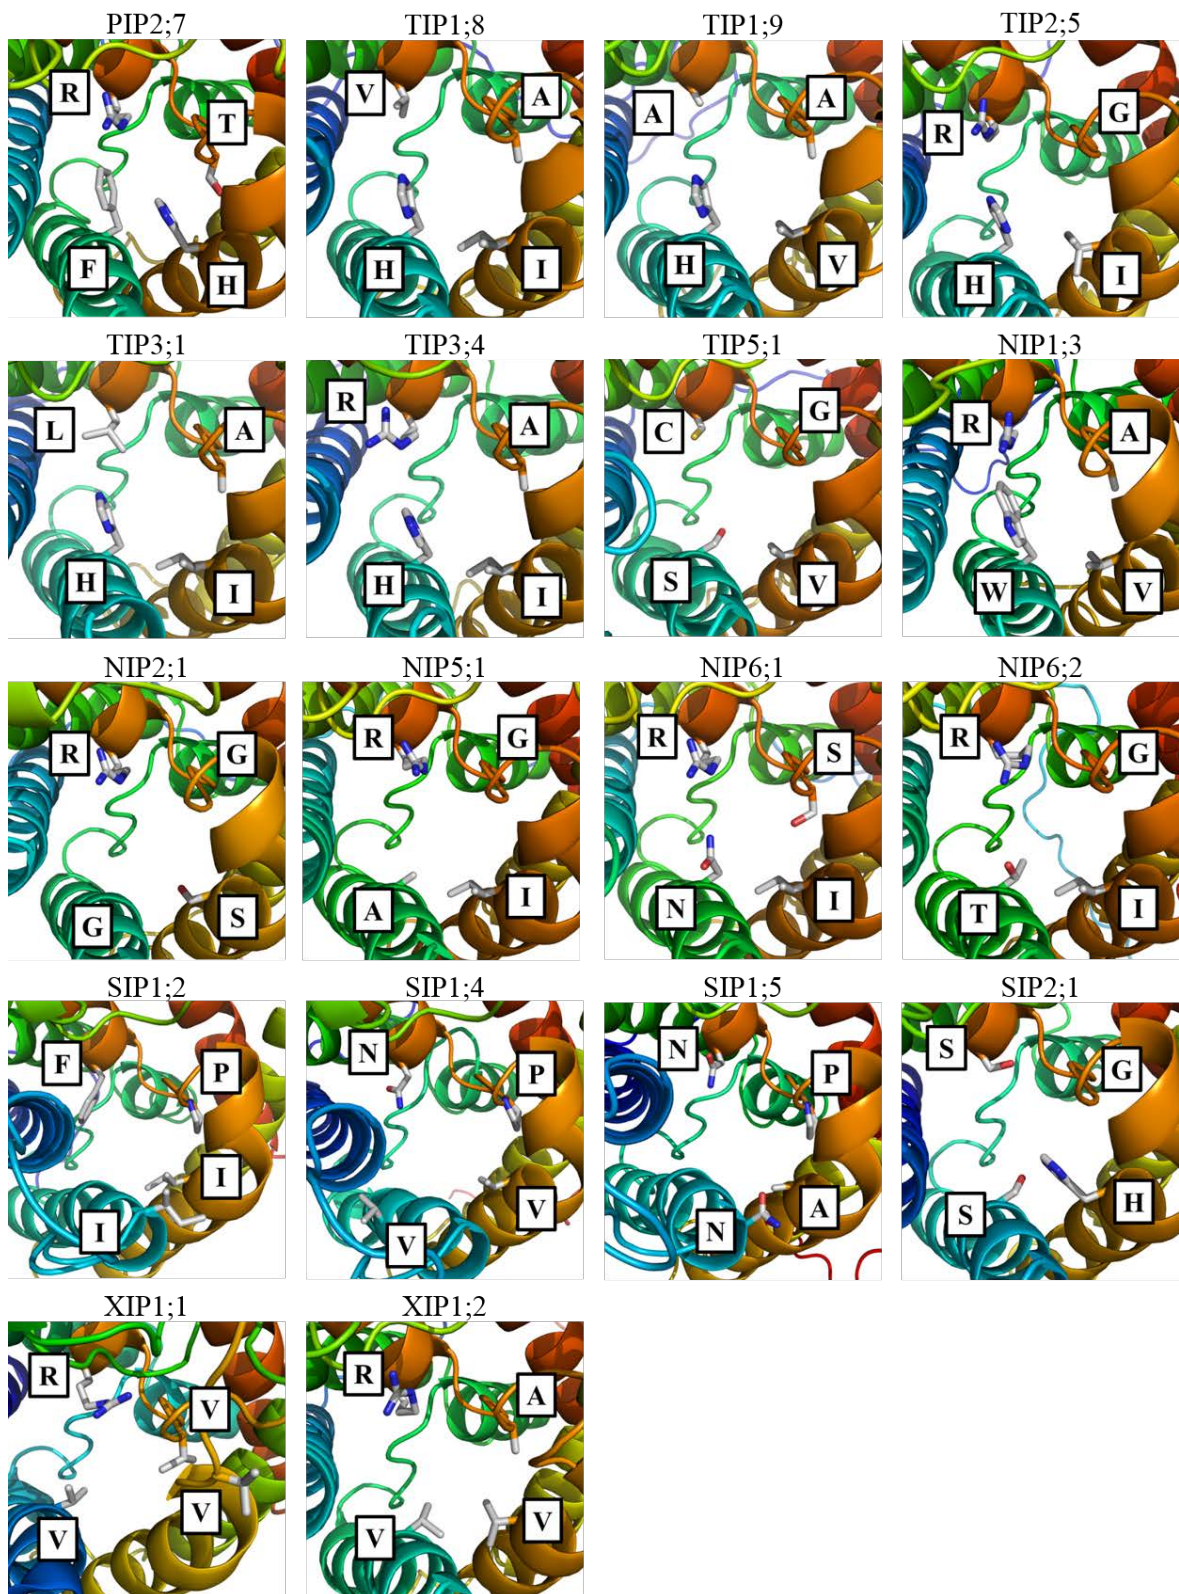 PIP2;7 TIP1;8 TIP1;9 TIP2;5
R T V A A A R G
F H H I H V H I
TIP3;1 TIP3;4 TIP5;1 NIP1;3
L A R A C G R A
H I H I S V W V
NIP2;1 NIP5;1 NIP6;1 NIP6;2
R G R G R S R G
G S A I N I T I
SIP1;2 SIP1;4 SIP1;5 SIP2;1
F P N P N P S G
I I V V N A S H
XIP1;1 XIP1;2
R V R A
V V V V